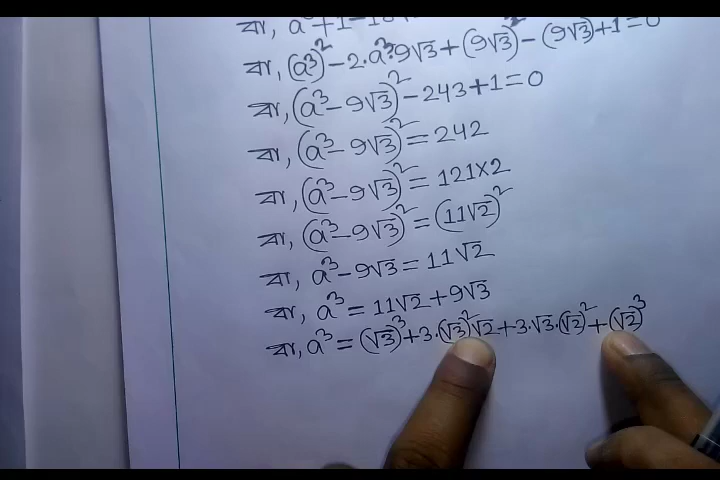 বা, a⁶+1-18√
বা, (a³)² - 2·a³·9√3 + (9√3)² - (9√3)² + 1 = 0
বা, (a³ - 9√3)² - 243 + 1 = 0
বা, (a³ - 9√3)² = 242
বা, (a³ - 9√3)² = 121×2
বা, (a³ - 9√3)² = (11√2)²
বা, a³ - 9√3 = 11√2
বা, a³ = 11√2 + 9√3
বা, a³ = (√3)³ + 3·(√3)²√2 + 3·√3·(√2)² + (√2)³